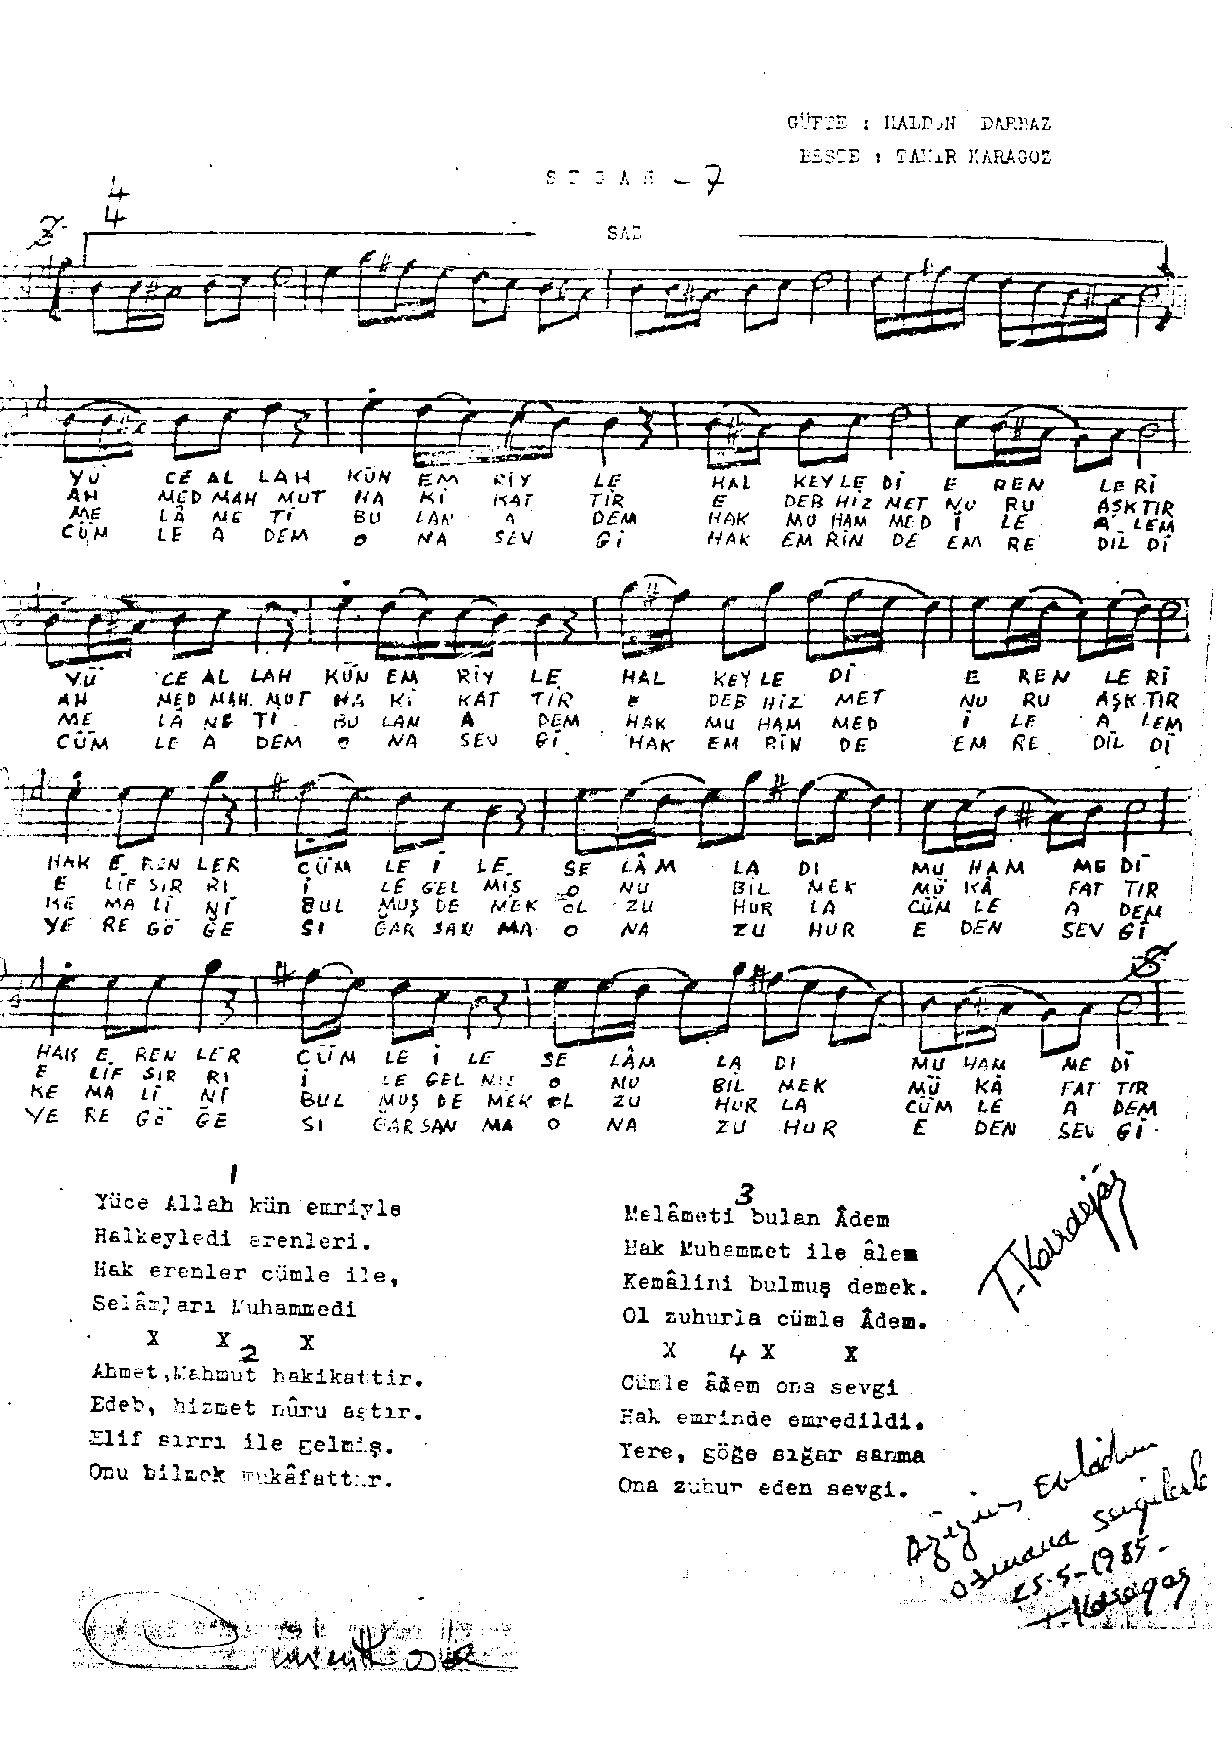 GÜFTE : HALDUN DARBAZ
BESTE : TAHİR KARAGÖZ
SEGAH - 7
4
4
SAZ
YÜ CE AL LAH KÜN EM RİY LE HAL KEY LE Dİ E REN LE Rİ
AH MED MAH MUT HA Kİ KAT TIR E DEB HİZ MET NU RU AŞK TIR
ME LÂ NE Tİ BU LAN A DEM HAK MU HAM MED İ LE A LEM
CÜM LE A DEM O NA SEV Gİ HAK EM RİN DE EM RE DİL Dİ
YÜ CE AL LAH KÜN EM RİY LE HAL KEY LE Dİ E REN LE Rİ
AH MED MAH MUT HA Kİ KAT TIR E DEB HİZ MET NU RU AŞK TIR
ME LÂ NE Tİ BU LAN A DEM HAK MU HAM MED İ LE A LEM
CÜM LE A DEM O NA SEV Gİ HAK EM RİN DE EM RE DİL Dİ
HAK E REN LER CÜM LE İ LE SE LÂM LA DI MU HAM ME Dİ
E LİF SIR RI İ LE GEL MİŞ O NU BİL MEK MÜ KÂ FAT TIR
KE MA Lİ Nİ BUL MUŞ DE MEK OL ZU HUR LA CÜM LE A DEM
YE RE GÖ ĞE SI ĞAR SAN MA O NA ZU HUR E DEN SEV Gİ
HAK E REN LER CÜM LE İ LE SE LÂM LA DI MU HAM ME Dİ
E LİF SIR RI İ LE GEL MİŞ O NU BİL MEK MÜ KÂ FAT TIR
KE MA Lİ Nİ BUL MUŞ DE MEK OL ZU HUR LA CÜM LE A DEM
YE RE GÖ ĞE SI ĞAR SAN MA O NA ZU HUR E DEN SEV Gİ
1
Yüce Allah kün emriyle
Halkeyledi erenleri.
Hak erenler cümle ile,
Selâmları Muhammedi
X X X
2
Ahmet, Mahmut hakikattir.
Edeb, hizmet nûru aştır.
Elif sırrı ile gelmiş.
Onu bilmek mukâfattır.
3
Melâmeti bulan Âdem
Hak Muhammet ile âlem
Kemâlini bulmuş demek.
Ol zuhurla cümle Âdem.
X 4 X X
Cümle âdem ona sevgi
Hak emrinde emredildi.
Yere, göğe sığar sanma
Ona zuhur eden sevgi.
Azizim Evladım
Osmana sevgilerle
25-5-1985-
T. Karagöz